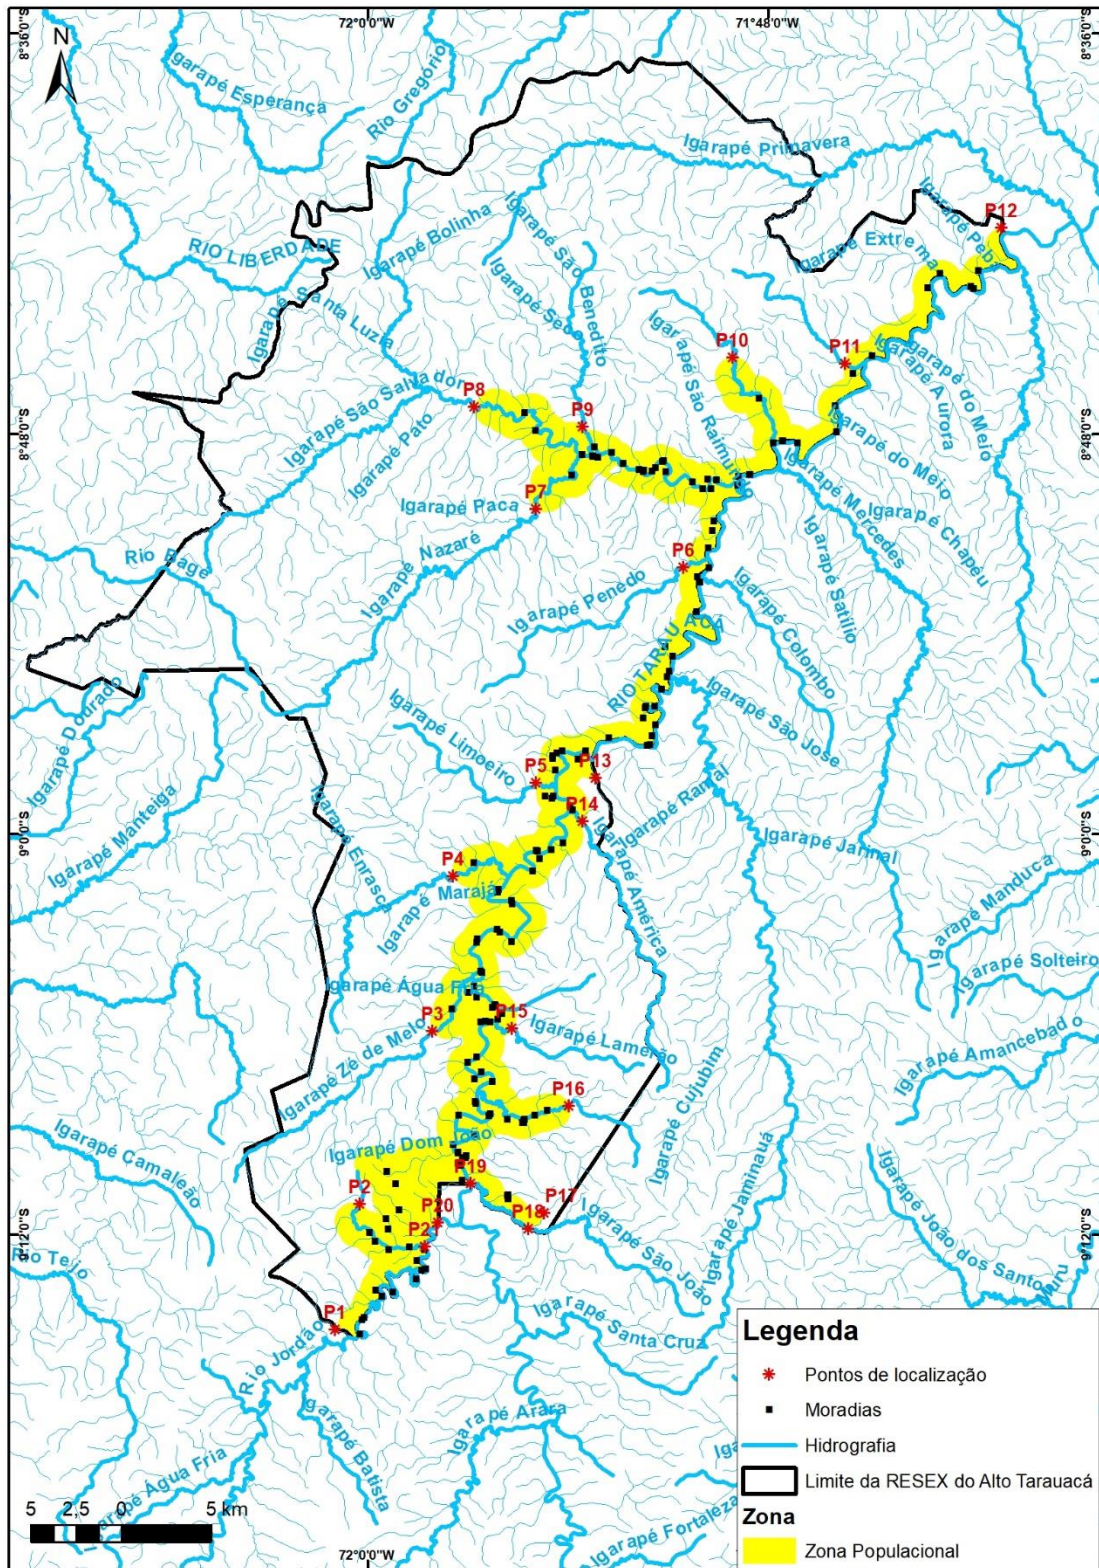 72°0'0"W
71°48'0"W
8°36'0"S
8°36'0"S
N
Igarapé Esperança
Rio Gregório
Igarapé Primavera
Igarapé Bolinha
Igarapé São Benedito
Igarapé Seco
RIO LIBERDADE
Igarapé Santa Luzia
Igarapé Extrema
Igarapé Peba
P12
Igarapé São Raimundo
P10
P11
Igarapé do Meio
Igarapé Aurora
Igarapé São Salvador
P8
P9
Igarapé Pato
8°48'0"S
8°48'0"S
Igarapé do Meio
Igarapé Mercedes
Igarapé Chapeu
Igarapé Paca
P7
Igarapé Nazaré
Rio Bage
P6
Igarapé Satílio
Igarapé Penedo
Igarapé Colombo
RIO TARAUACÁ
Igarapé São Jose
Igarapé Dourado
Igarapé Limoeiro
P5
P13
Igarapé Manteiga
Igarapé Ramal
P14
9°0'0"S
9°0'0"S
Igarapé Enrasca
Igarapé Jarinal
P4
Igarapé Marajá
Igarapé América
Igarapé Manduca
Igarapé Solteiro
Igarapé Água Fria
P3
P15
Igarapé Zé de Melo
Igarapé Lamerão
Igarapé Amancebado
P16
Igarapé Cujubim
Igarapé Camaleão
Igarapé Dom João
P19
P2
P20
P2
P17
P18
9°12'0"S
9°12'0"S
Rio Tejo
Igarapé São João
Igarapé Jaminauá
Igarapé João dos Santos
Muru
P1
Rio Jordão
Igarapé Santa Cruz
Igarapé Batista
Igarapé Arara
Igarapé Água Fria
Igarapé Fortaleza
Legenda
Pontos de localização
Moradias
Hidrografia
Limite da RESEX do Alto Tarauacá
Zona
Zona Populacional
5 2,5 0 5 km
72°0'0"W